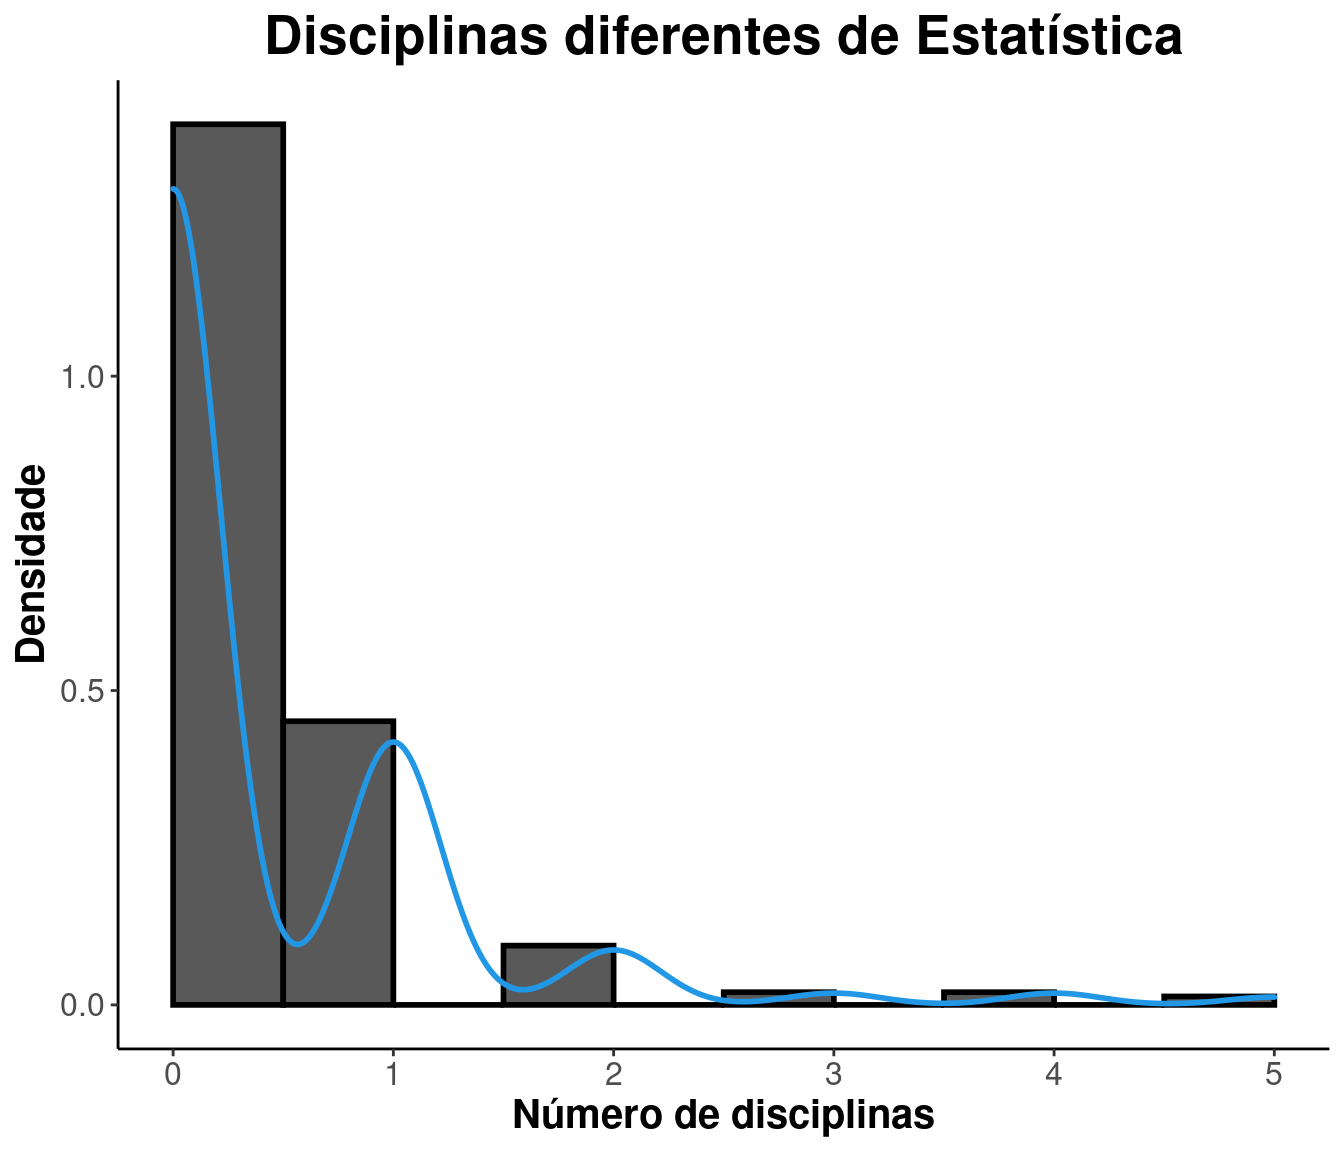 Disciplinas diferentes de Estatística
Densidade
1.0
0.5
0.0
0 1 2 3 4 5
Número de disciplinas